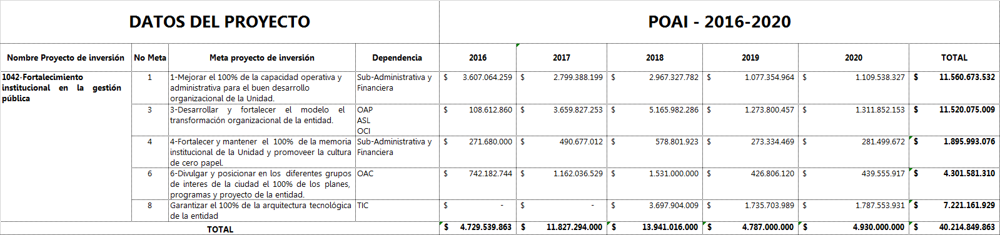 DATOS DEL PROYECTO POAI - 2016-2020
Nombre Proyecto de inversión No Meta Meta proyecto de inversión Dependencia 2016 2017 2018 2019 2020 TOTAL
1042-Fortalecimiento institucional en la gestión pública
1 1-Mejorar el 100% de la capacidad operativa y administrativa para el buen desarrollo organizacional de la Unidad. Sub-Administrativa y Financiera $ 3.607.064.259 $ 2.799.388.199 $ 2.967.327.782 $ 1.077.354.964 $ 1.109.538.327 $ 11.560.673.532
3 3-Desarrollar y fortalecer el modelo el transformación organizacional de la entidad. OAP ASL OCI $ 108.612.860 $ 3.659.827.253 $ 5.165.982.286 $ 1.273.800.457 $ 1.311.852.153 $ 11.520.075.009
4 4-Fortalecer y mantener el 100% de la memoria institucional de la Unidad y promoveer la cultura de cero papel. Sub-Administrativa y Financiera $ 271.680.000 $ 490.677.012 $ 578.801.923 $ 273.334.469 $ 281.499.672 $ 1.895.993.076
6 6-Divulgar y posicionar en los diferentes grupos de interes de la ciudad el 100% de los planes, programas y proyecto de la entidad. OAC $ 742.182.744 $ 1.162.036.529 $ 1.531.000.000 $ 426.806.120 $ 439.555.917 $ 4.301.581.310
8 Garantizar el 100% de la arquitectura tecnológica de la entidad TIC $ - $ - $ 3.697.904.009 $ 1.735.703.989 $ 1.787.553.931 $ 7.221.161.929
TOTAL $ 4.729.539.863 $ 11.827.294.000 $ 13.941.016.000 $ 4.787.000.000 $ 4.930.000.000 $ 40.214.849.863